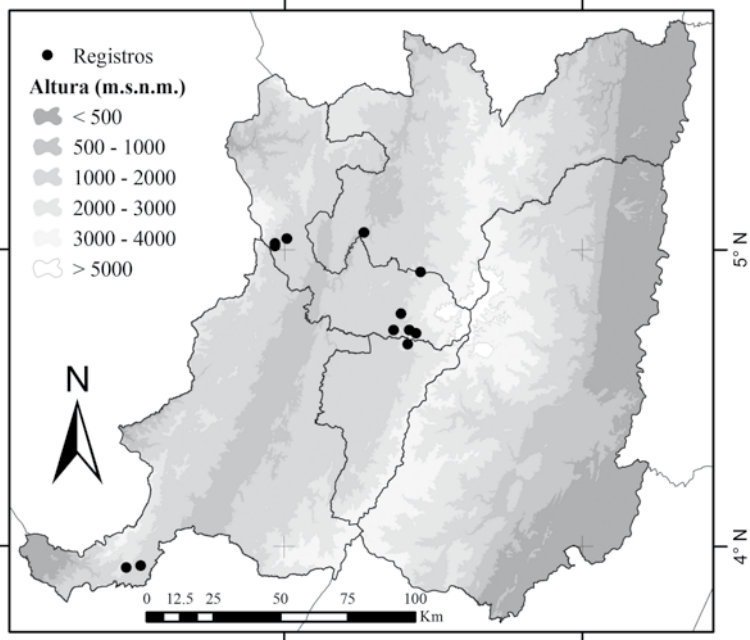 Registros
Altura (m.s.n.m.)
< 500
500 - 1000
1000 - 2000
2000 - 3000
3000 - 4000
> 5000
5° N
N
4° N
0 12.5 25 50 75 100
Km